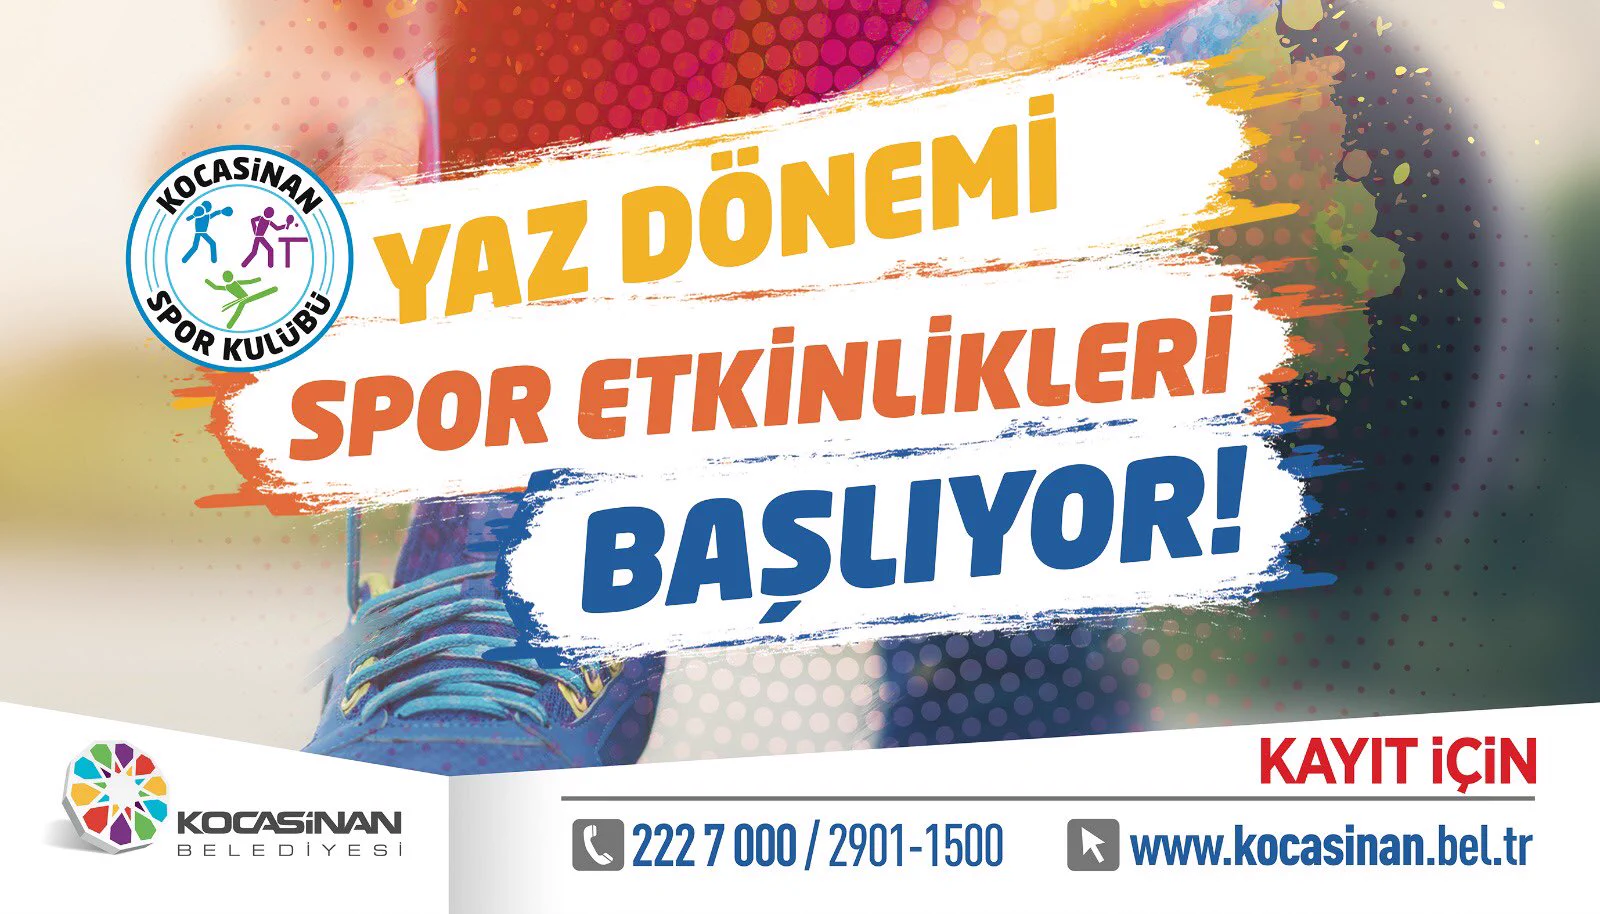 KOCASİNAN
SPOR KULÜBÜ
YAZ DÖNEMİ
SPOR ETKİNLİKLERİ
BAŞLIYOR!
KOCASİNAN
BELEDİYESİ
KAYIT İÇİN
222 7 000 / 2901-1500
www.kocasinan.bel.tr